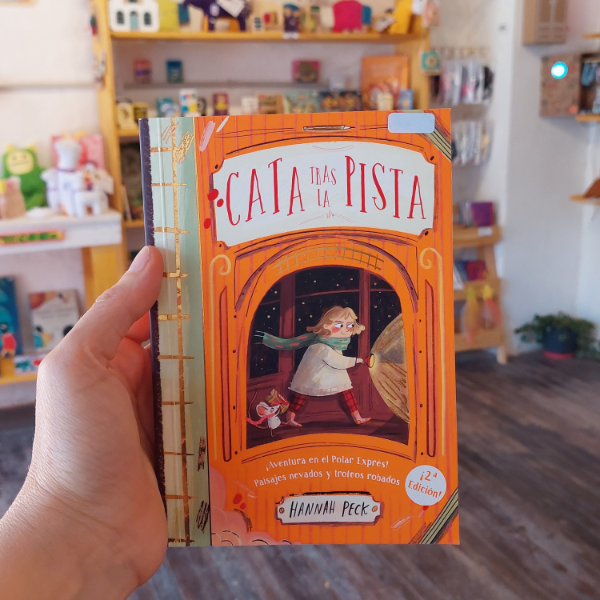 CATA TRAS LA PISTA
¡Aventura en el Polar Exprés!
Paisajes nevados y trofeos robados
¡2ª
Edición!
HANNAH PECK